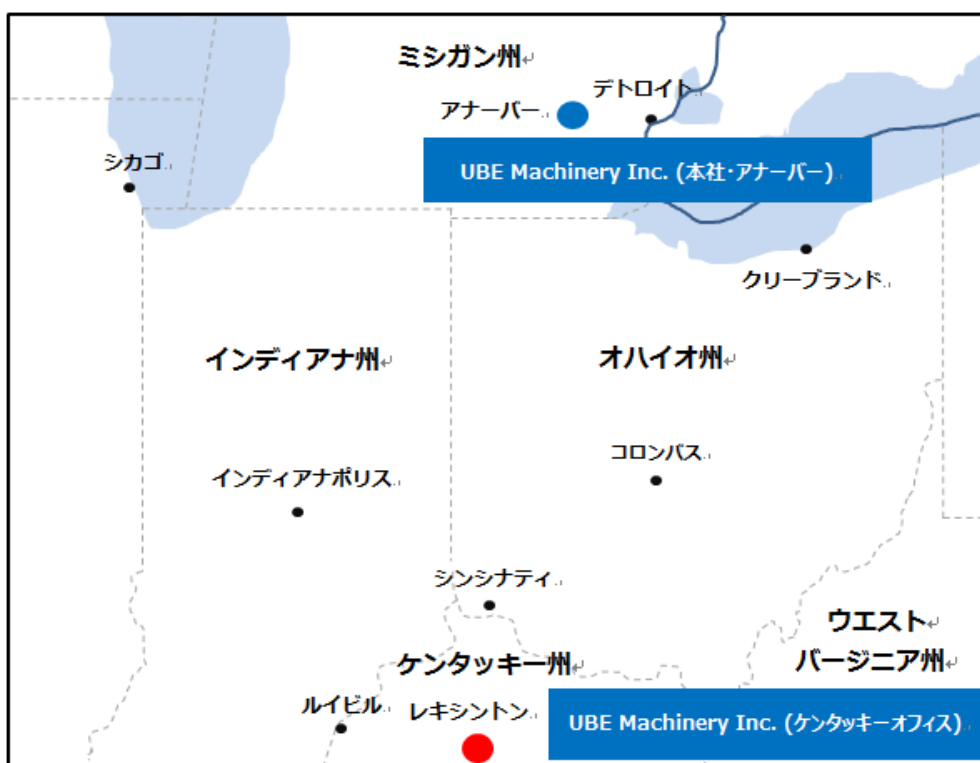 ミシガン州
デトロイト
アナーバー
UBE Machinery Inc. (本社・アナーバー)
シカゴ
クリーブランド
インディアナ州
オハイオ州
コロンバス
インディアナポリス
シンシナティ
ウエスト
バージニア州
ケンタッキー州
ルイビル
レキシントン
UBE Machinery Inc. (ケンタッキーオフィス)